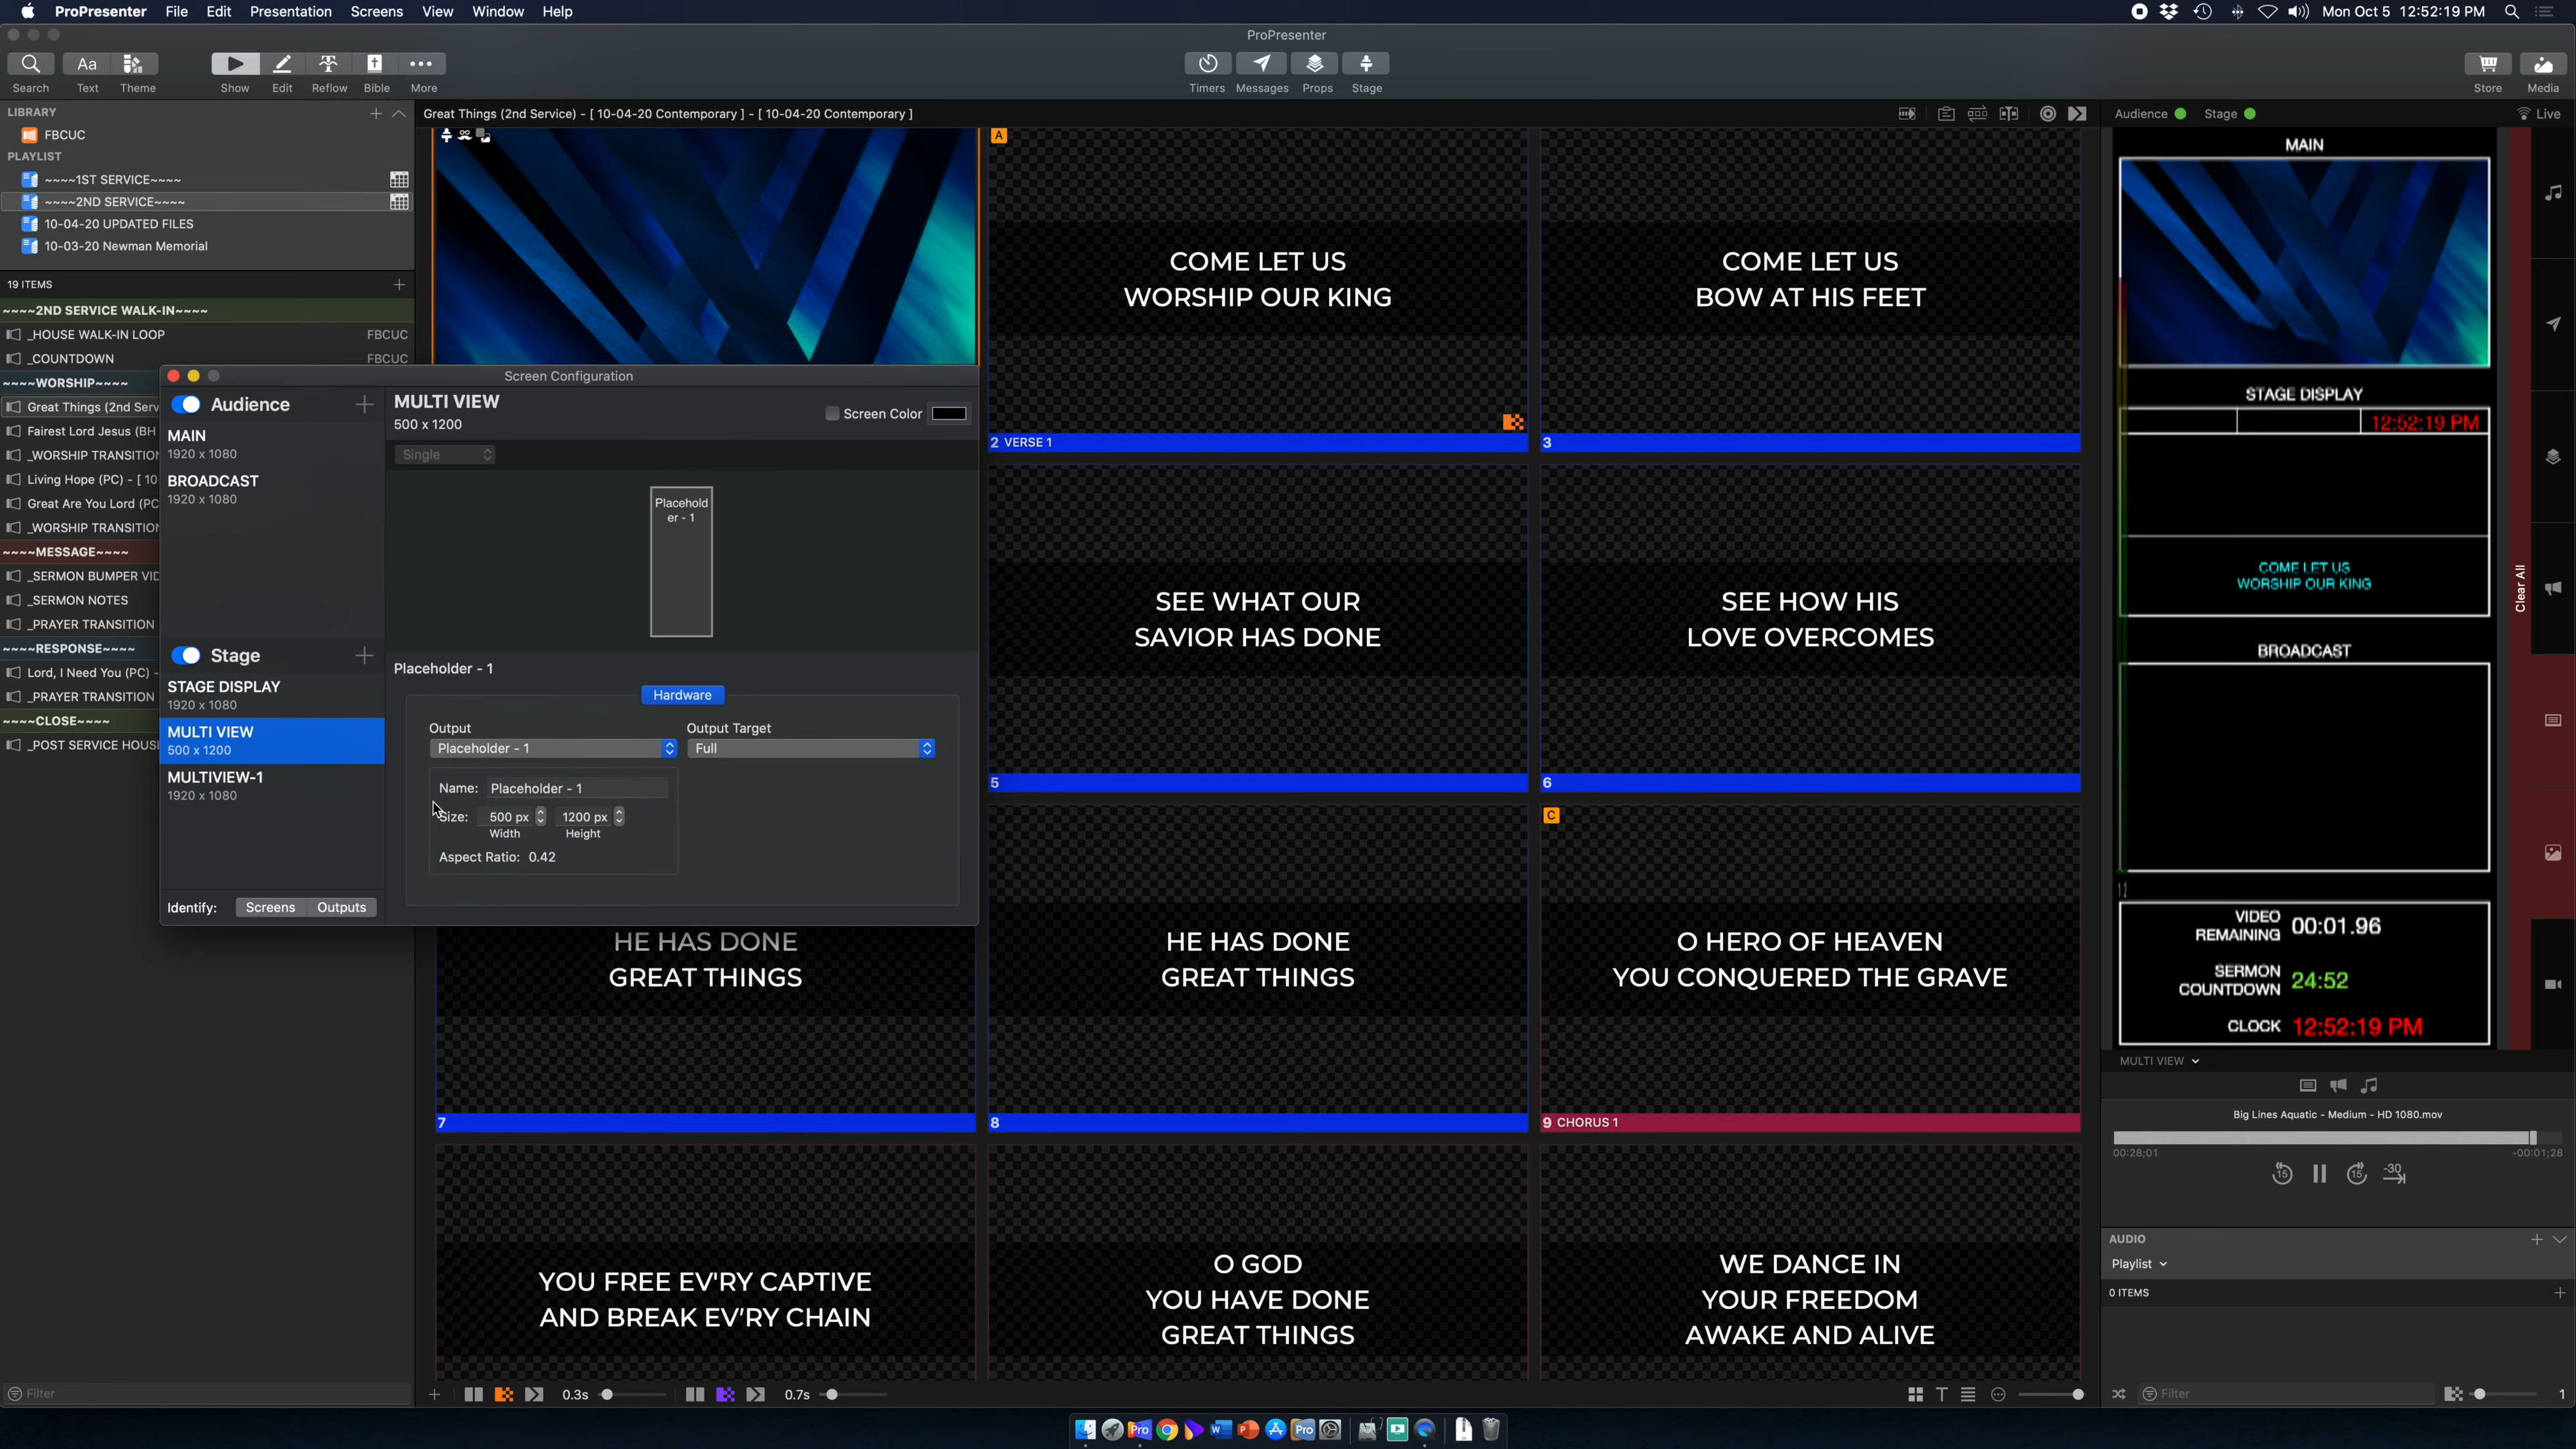 ProPresenter File Edit Presentation Screens View Window Help
Mon Oct 5 12:52:19 PM
ProPresenter
Aa
Search Text Theme Show Edit Reflow Bible More
Timers Messages Props Stage
Store Media
LIBRARY
FBCUC
PLAYLIST
~~~~1ST SERVICE~~~~
~~~~2ND SERVICE~~~~
10-04-20 UPDATED FILES
10-03-20 Newman Memorial
19 ITEMS
~~~~2ND SERVICE WALK-IN~~~~
_HOUSE WALK-IN LOOP FBCUC
_COUNTDOWN FBCUC
~~~~WORSHIP~~~~
Great Things (2nd Serv
Fairest Lord Jesus (BH
_WORSHIP TRANSITION
Living Hope (PC) - [ 10
Great Are You Lord (PC
_WORSHIP TRANSITION
~~~~MESSAGE~~~~
_SERMON BUMPER VID
_SERMON NOTES
_PRAYER TRANSITION
~~~~RESPONSE~~~~
Lord, I Need You (PC) -
_PRAYER TRANSITION
~~~~CLOSE~~~~
_POST SERVICE HOUS
Filter
Great Things (2nd Service) - [ 10-04-20 Contemporary ] - [ 10-04-20 Contemporary ]
A
COME LET US
WORSHIP OUR KING
2 VERSE 1
COME LET US
BOW AT HIS FEET
3
SEE WHAT OUR
SAVIOR HAS DONE
5
SEE HOW HIS
LOVE OVERCOMES
6
HE HAS DONE
GREAT THINGS
7
HE HAS DONE
GREAT THINGS
8
C
O HERO OF HEAVEN
YOU CONQUERED THE GRAVE
9 CHORUS 1
YOU FREE EV'RY CAPTIVE
AND BREAK EV'RY CHAIN
O GOD
YOU HAVE DONE
GREAT THINGS
WE DANCE IN
YOUR FREEDOM
AWAKE AND ALIVE
0.3s 0.7s
Screen Configuration
Audience
MAIN
1920 x 1080
BROADCAST
1920 x 1080
Stage
STAGE DISPLAY
1920 x 1080
MULTI VIEW
500 x 1200
MULTIVIEW-1
1920 x 1080
Identify: Screens Outputs
MULTI VIEW
500 x 1200
Screen Color
Single
Placehold
er - 1
Placeholder - 1
Hardware
Output Output Target
Placeholder - 1 Full
Name: Placeholder - 1
Size: 500 px 1200 px
Width Height
Aspect Ratio: 0.42
Audience Stage Live
MAIN
STAGE DISPLAY
12:52:19 PM
COME LET US
WORSHIP OUR KING
BROADCAST
VIDEO
REMAINING 00:01.96
SERMON
COUNTDOWN 24:52
CLOCK 12:52:19 PM
Clear All
MULTI VIEW
Big Lines Aquatic - Medium - HD 1080.mov
00:28;01 -00:01;28
15 15 -30
AUDIO
Playlist
0 ITEMS
Filter
1
Pro W P Pro